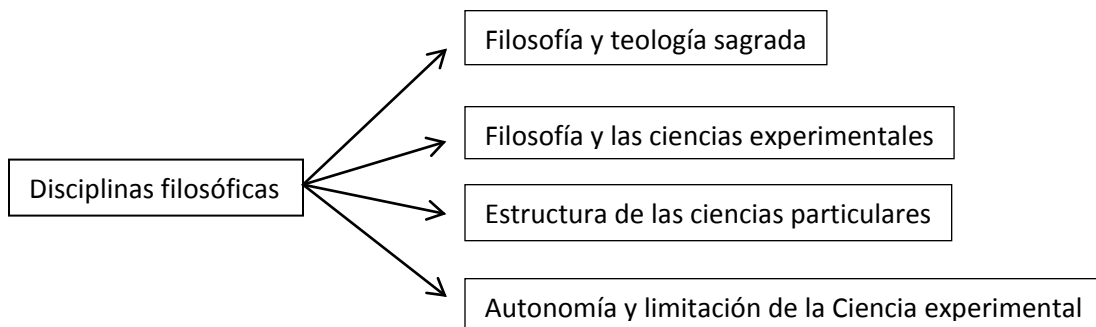 Filosofía y teología sagrada
Filosofía y las ciencias experimentales
Disciplinas filosóficas
Estructura de las ciencias particulares
Autonomía y limitación de la Ciencia experimental